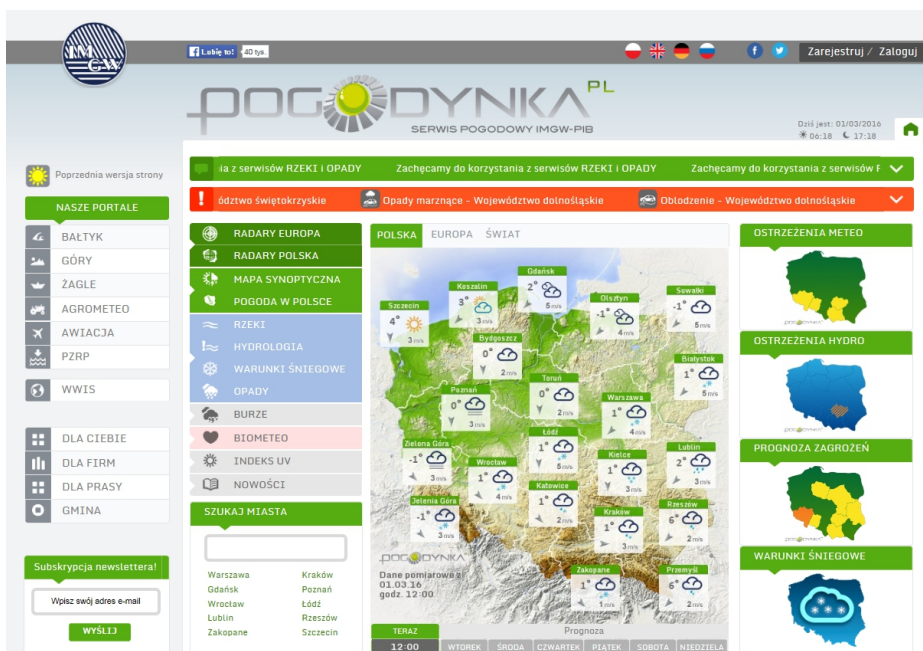 IM
GW
Lubię to! 40 tys.
Zarejestruj / Zaloguj
POGODYNKA PL
SERWIS POGODOWY IMGW-PIB
Dziś jest: 01/03/2016
06:18 17:18
Poprzednia wersja strony
ia z serwisów RZEKI i OPADY Zachęcamy do korzystania z serwisów RZEKI i OPADY Zachęcamy do korzystania z serwisów
ództwo świętokrzyskie Opady marznące - Województwo dolnośląskie Oblodzenie - Województwo dolnośląskie
NASZE PORTALE
BAŁTYK
GÓRY
ŻAGLE
AGROMETEO
AWIACJA
PZRP
WWIS
DLA CIEBIE
DLA FIRM
DLA PRASY
GMINA
Subskrypcja newslettera!
Wpisz swój adres e-mail
WYŚLIJ
RADARY EUROPA
RADARY POLSKA
MAPA SYNOPTYCZNA
POGODA W POLSCE
RZEKI
HYDROLOGIA
WARUNKI ŚNIEGOWE
OPADY
BURZE
BIOMETEO
INDEKS UV
NOWOŚCI
SZUKAJ MIASTA
Warszawa Kraków
Gdańsk Poznań
Wrocław Łódź
Lublin Rzeszów
Zakopane Szczecin
POLSKA EUROPA ŚWIAT
Gdańsk
2° 5 m/s
Koszalin
3° 3 m/s
Suwałki
-1° 5 m/s
Olsztyn
-1° 4 m/s
Szczecin
4° 3 m/s
Bydgoszcz
0° 2 m/s
Białystok
1° 5 m/s
Toruń
0° 2 m/s
Poznań
0° 3 m/s
Warszawa
1° 4 m/s
Łódź
1° 5 m/s
Zielona Góra
-1° 3 m/s
Lublin
2° 3 m/s
Kielce
1° 3 m/s
Wrocław
1° 4 m/s
Katowice
1° 2 m/s
Jelenia Góra
-1° 3 m/s
Rzeszów
6° 2 m/s
Kraków
1° 3 m/s
Zakopane
1° 1 m/s
Przemyśl
6° 2 m/s
POGODYNKA
Dane pomiarowe z:
01.03.16
godz. 12:00
TERAZ Prognoza
12:00 WTOREK ŚRODA CZWARTEK PIĄTEK SOBOTA NIEDZIELA
OSTRZEŻENIA METEO
OSTRZEŻENIA HYDRO
PROGNOZA ZAGROŻEŃ
WARUNKI ŚNIEGOWE